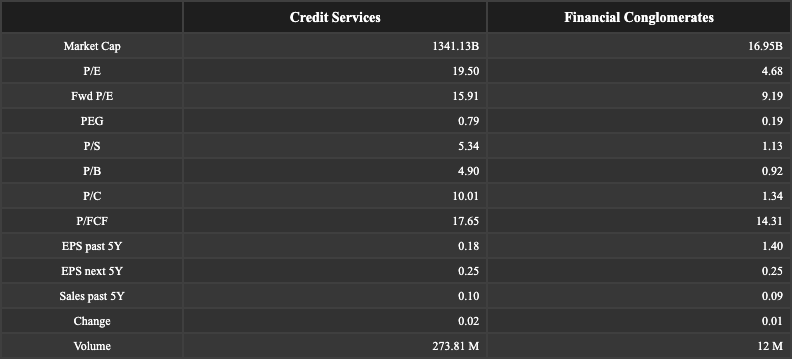 Credit Services Financial Conglomerates
Market Cap 1341.13B 16.95B
P/E 19.50 4.68
Fwd P/E 15.91 9.19
PEG 0.79 0.19
P/S 5.34 1.13
P/B 4.90 0.92
P/C 10.01 1.34
P/FCF 17.65 14.31
EPS past 5Y 0.18 1.40
EPS next 5Y 0.25 0.25
Sales past 5Y 0.10 0.09
Change 0.02 0.01
Volume 273.81 M 12 M